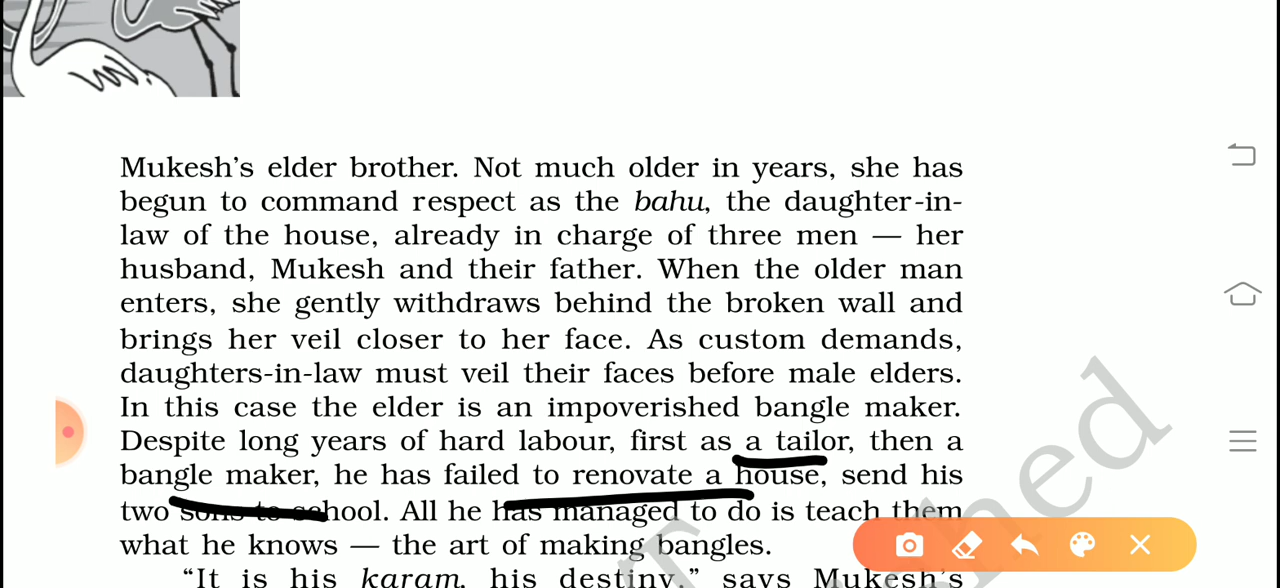 Mukesh’s elder brother. Not much older in years, she has
begun to command respect as the bahu, the daughter-in-
law of the house, already in charge of three men — her
husband, Mukesh and their father. When the older man
enters, she gently withdraws behind the broken wall and
brings her veil closer to her face. As custom demands,
daughters-in-law must veil their faces before male elders.
In this case the elder is an impoverished bangle maker.
Despite long years of hard labour, first as a tailor, then a
bangle maker, he has failed to renovate a house, send his
two sons to school. All he has managed to do is teach them
what he knows — the art of making bangles.
“It is his karam, his destiny,” says Mukesh’s